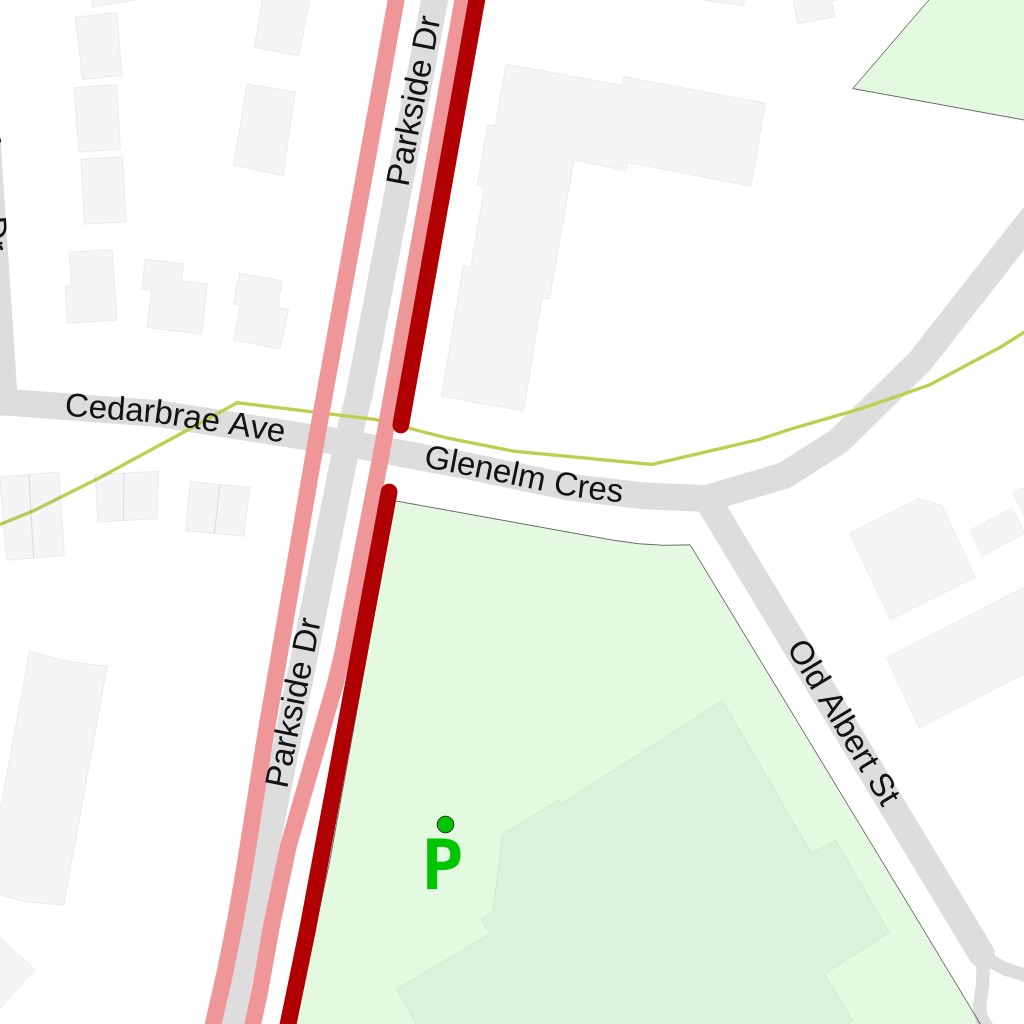 Parkside Dr
Cedarbrae Ave
Glenelm Cres
Parkside Dr
Old Albert St
P